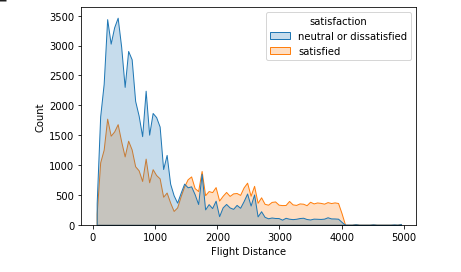 satisfaction
neutral or dissatisfied
satisfied
3500
3000
2500
2000
1500
1000
500
0
Count
0 1000 2000 3000 4000 5000
Flight Distance